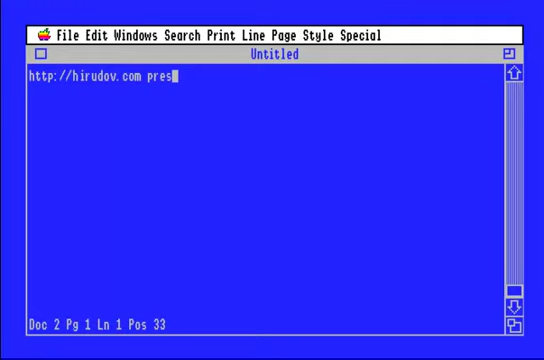 File Edit Windows Search Print Line Page Style Special
Untitled
http://hirudov.com pres
Doc 2 Pg 1 Ln 1 Pos 33